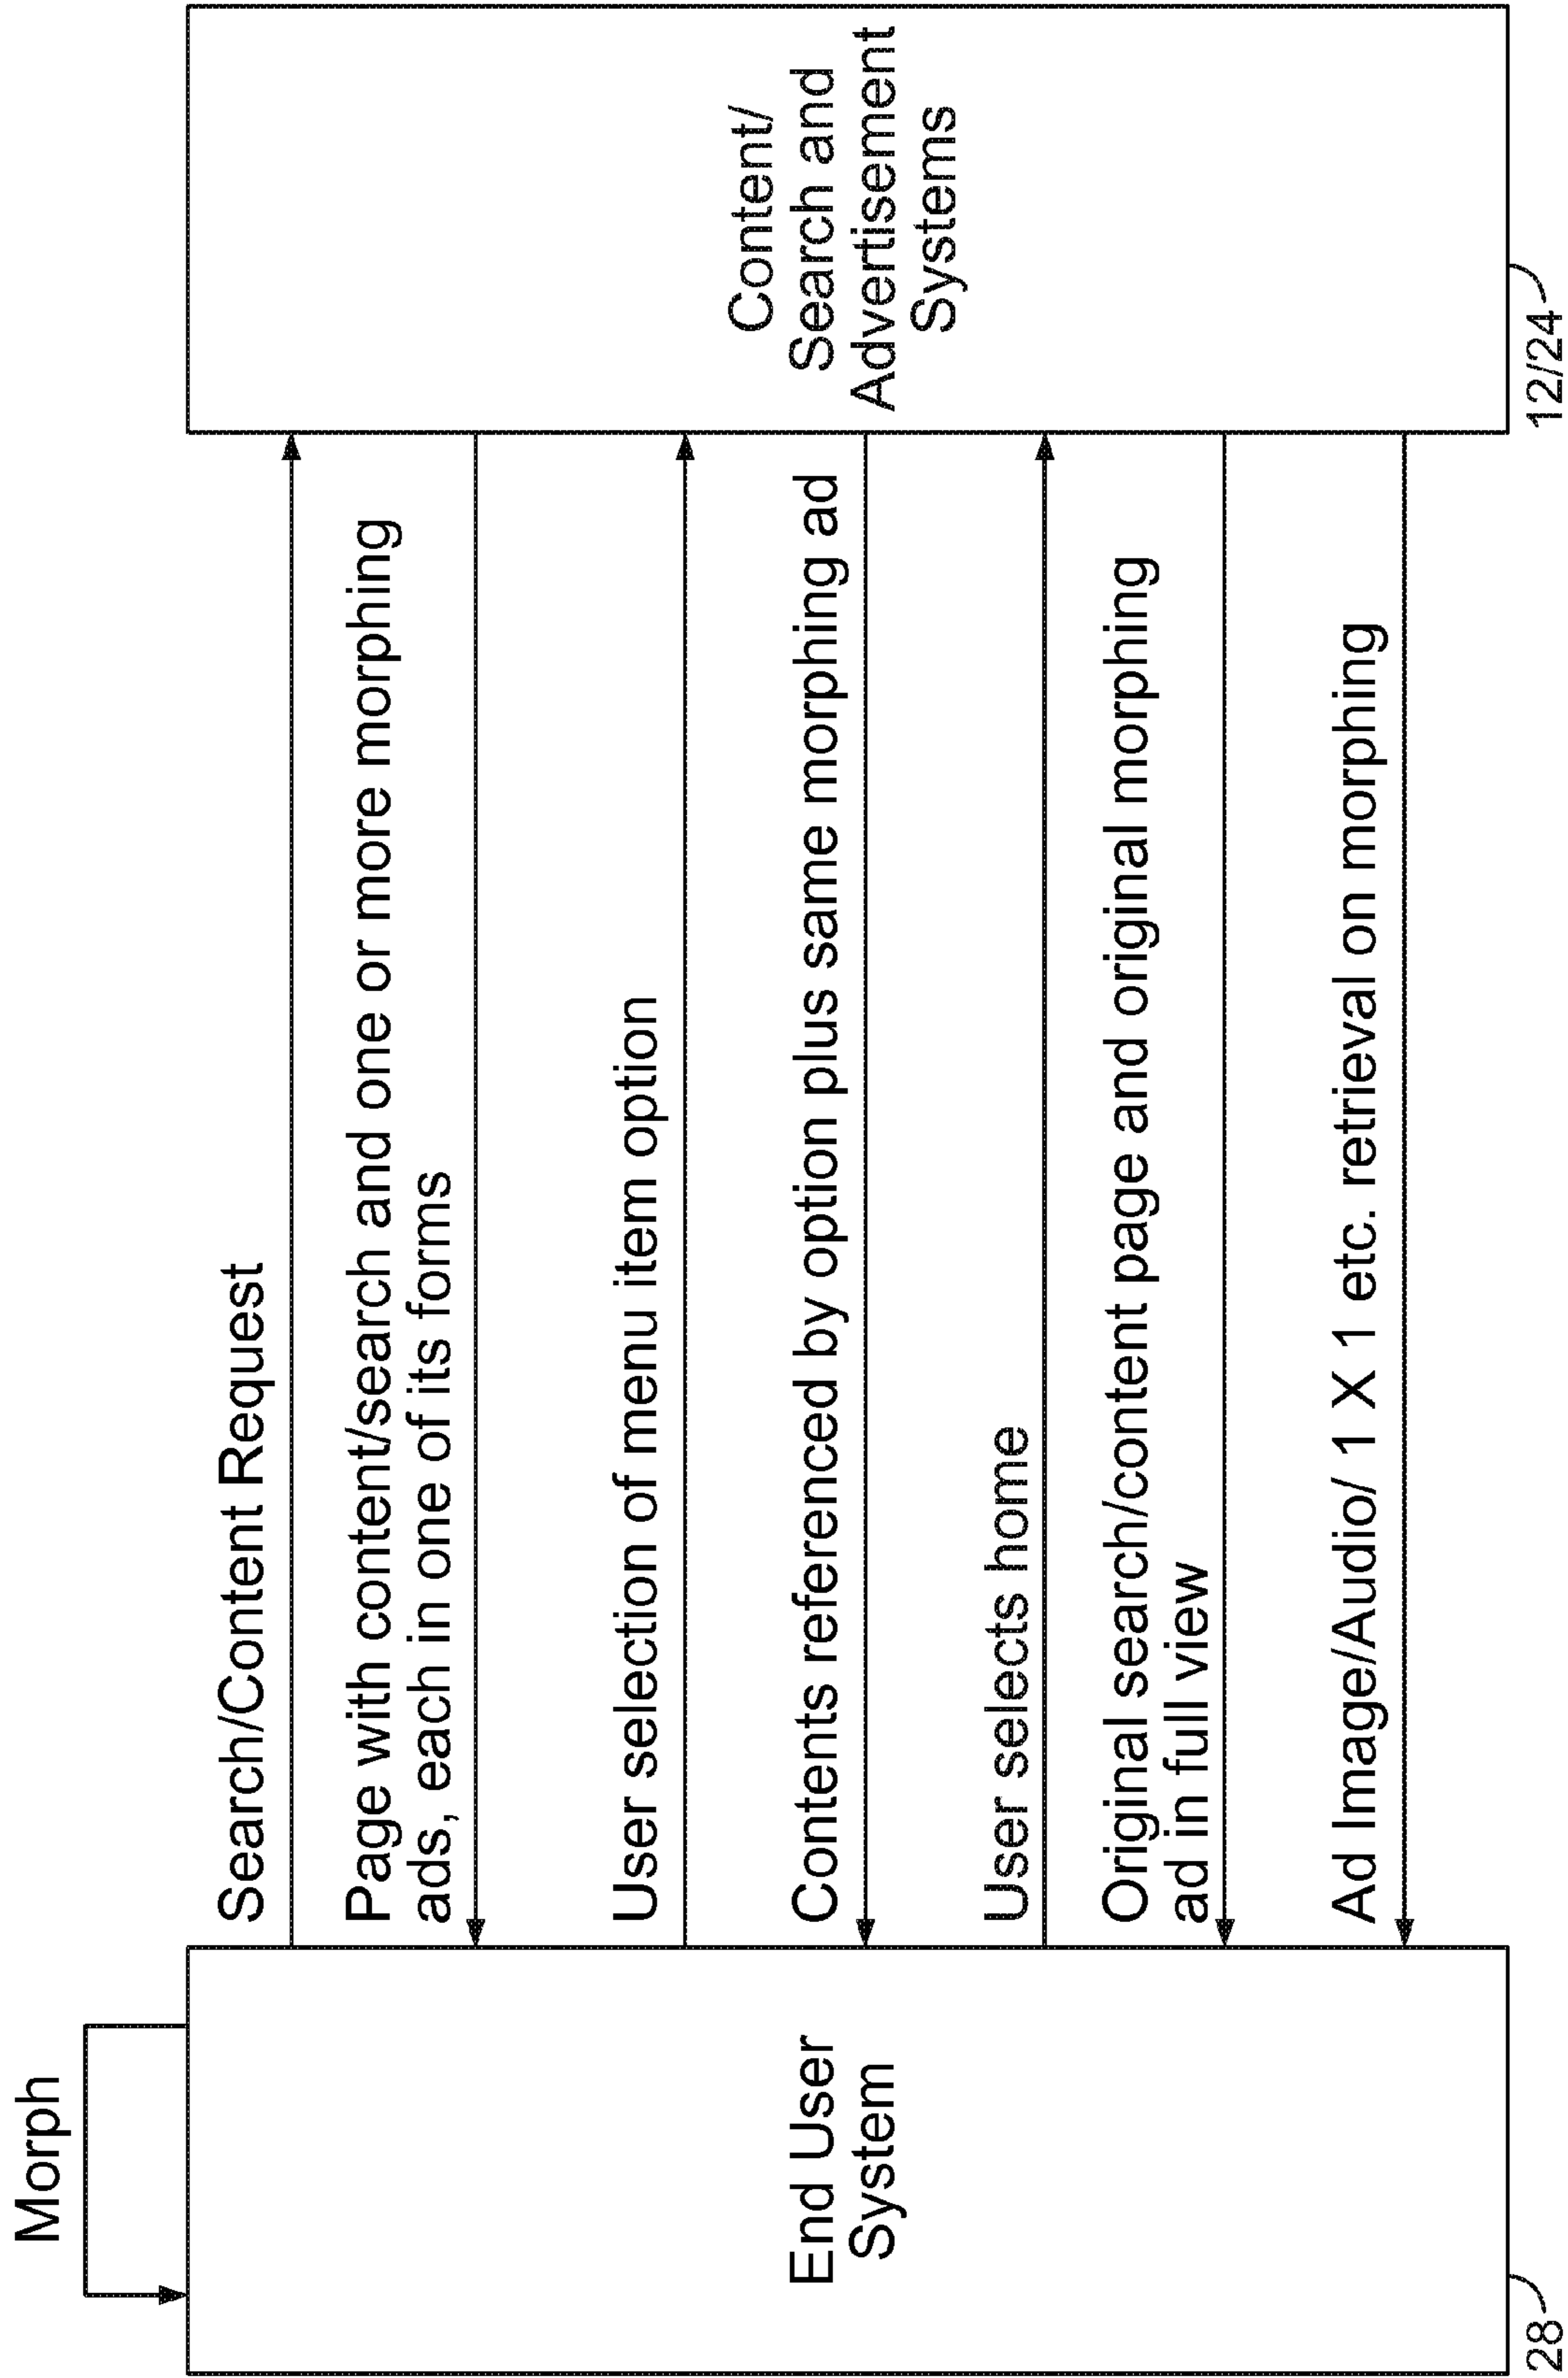 Morph
End User
System
28
Search/Content Request
Page with content/search and one or more morphing
ads, each in one of its forms
User selection of menu item option
Contents referenced by option plus same morphing ad
User selects home
Original search/content page and original morphing
ad in full view
Ad Image/Audio/ 1 X 1 etc. retrieval on morphing
Content/
Search and
Advertisement
Systems
12/24